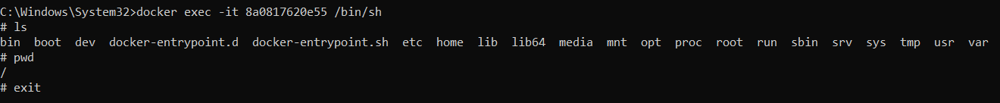 C:\Windows\System32>docker exec -it 8a0817620e55 /bin/sh
# ls
bin  boot  dev  docker-entrypoint.d  docker-entrypoint.sh  etc  home  lib  lib64  media  mnt  opt  proc  root  run  sbin  srv  sys  tmp  usr  var
# pwd
/
# exit